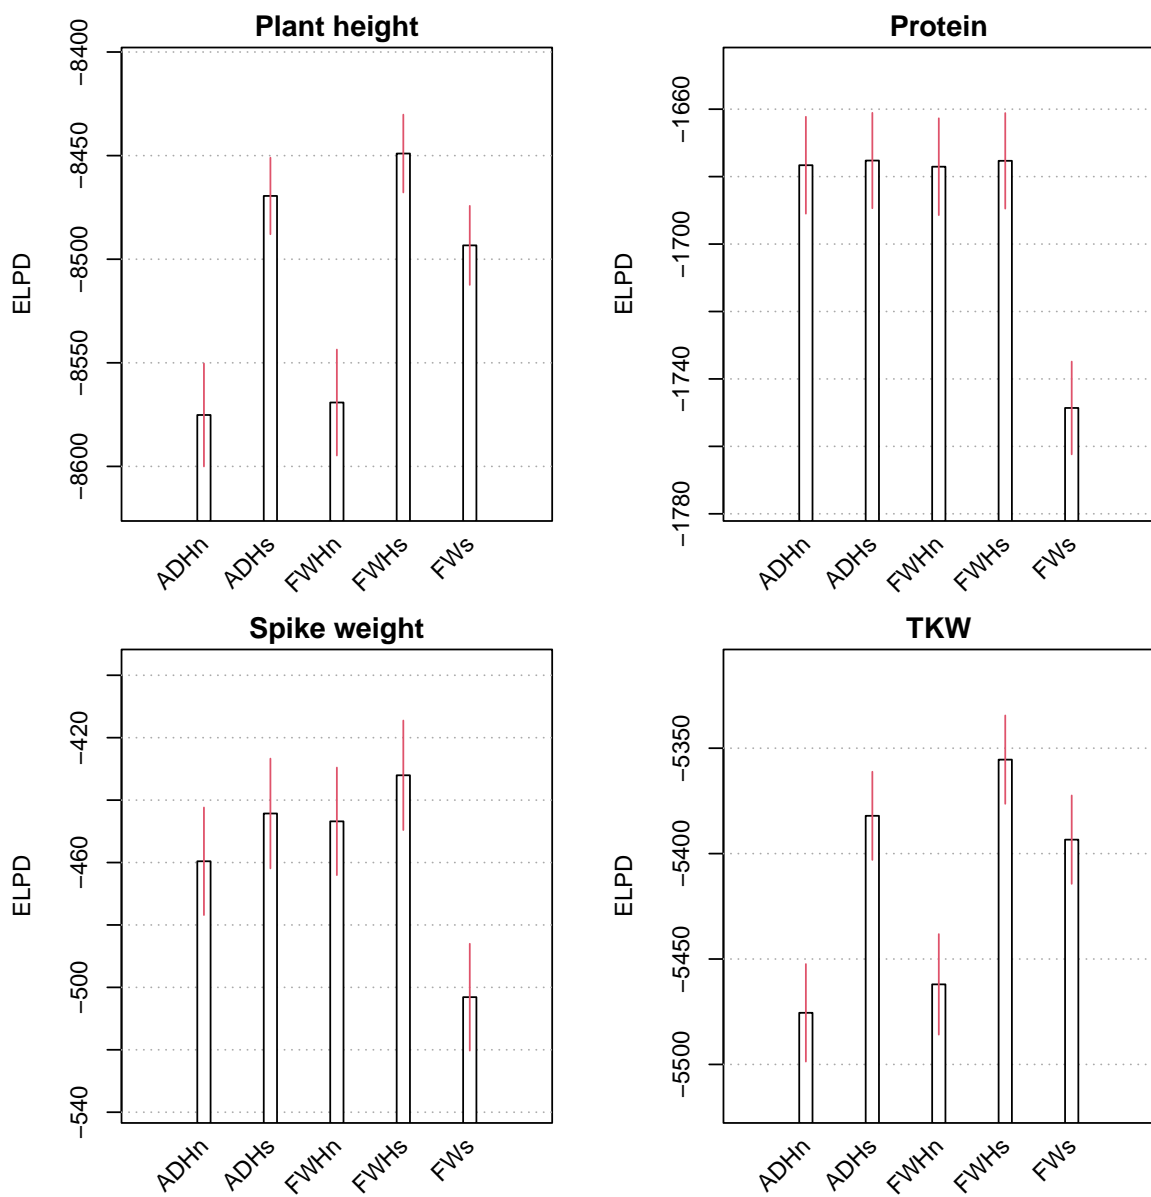 Plant height
ELPD
−8400
−8450
−8500
−8550
−8600
ADHn
ADHs
FWHn
FWHs
FWs
Protein
ELPD
−1660
−1700
−1740
−1780
ADHn
ADHs
FWHn
FWHs
FWs
Spike weight
ELPD
−420
−460
−500
−540
ADHn
ADHs
FWHn
FWHs
FWs
TKW
ELPD
−5350
−5400
−5450
−5500
ADHn
ADHs
FWHn
FWHs
FWs